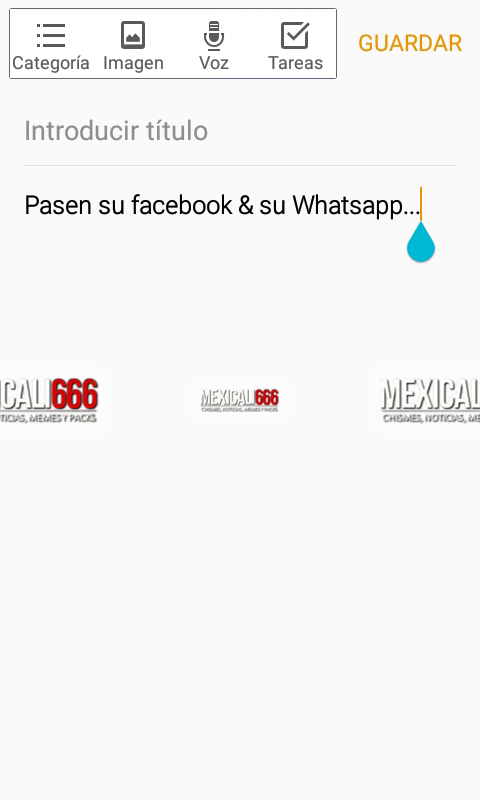 Categoría Imagen Voz Tareas GUARDAR
Introducir título
Pasen su facebook & su Whatsapp...
ICALI666 MEXICALI666 MEXICAL
TICIAS, MEMES Y PACKS CHISMES, NOTICIAS, MEMES Y PACKS CHISMES, NOTICIAS, ME